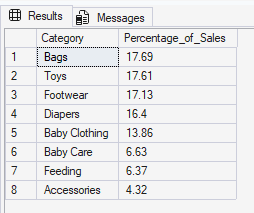 Results Messages
Category Percentage_of_Sales
1 Bags 17.69
2 Toys 17.61
3 Footwear 17.13
4 Diapers 16.4
5 Baby Clothing 13.86
6 Baby Care 6.63
7 Feeding 6.37
8 Accessories 4.32